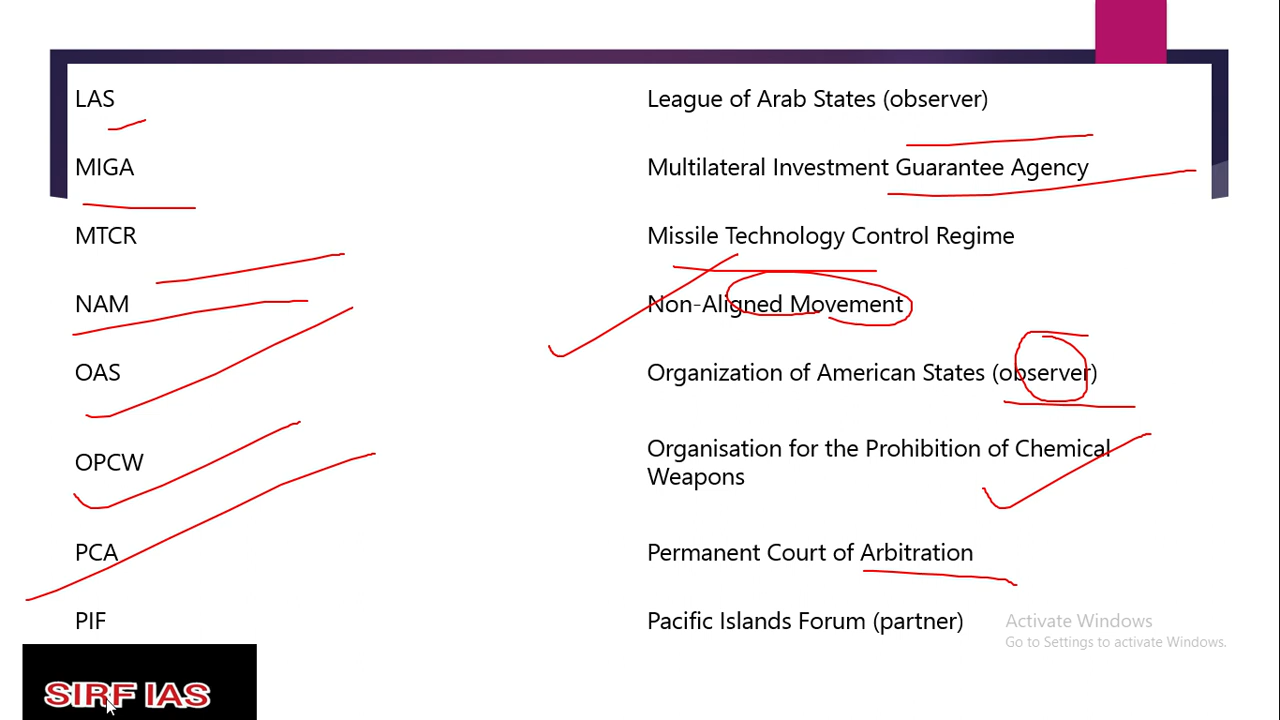 LAS League of Arab States (observer)
MIGA Multilateral Investment Guarantee Agency
MTCR Missile Technology Control Regime
NAM Non-Aligned Movement
OAS Organization of American States (observer)
OPCW Organisation for the Prohibition of Chemical
Weapons
PCA Permanent Court of Arbitration
PIF Pacific Islands Forum (partner)
Activate Windows
Go to Settings to activate Windows.
SIRF IAS